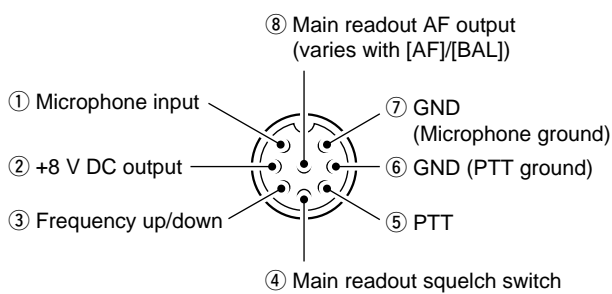 ⑧ Main readout AF output
(varies with [AF]/[BAL])
① Microphone input
⑦ GND
(Microphone ground)
② +8 V DC output
⑥ GND (PTT ground)
③ Frequency up/down
⑤ PTT
④ Main readout squelch switch